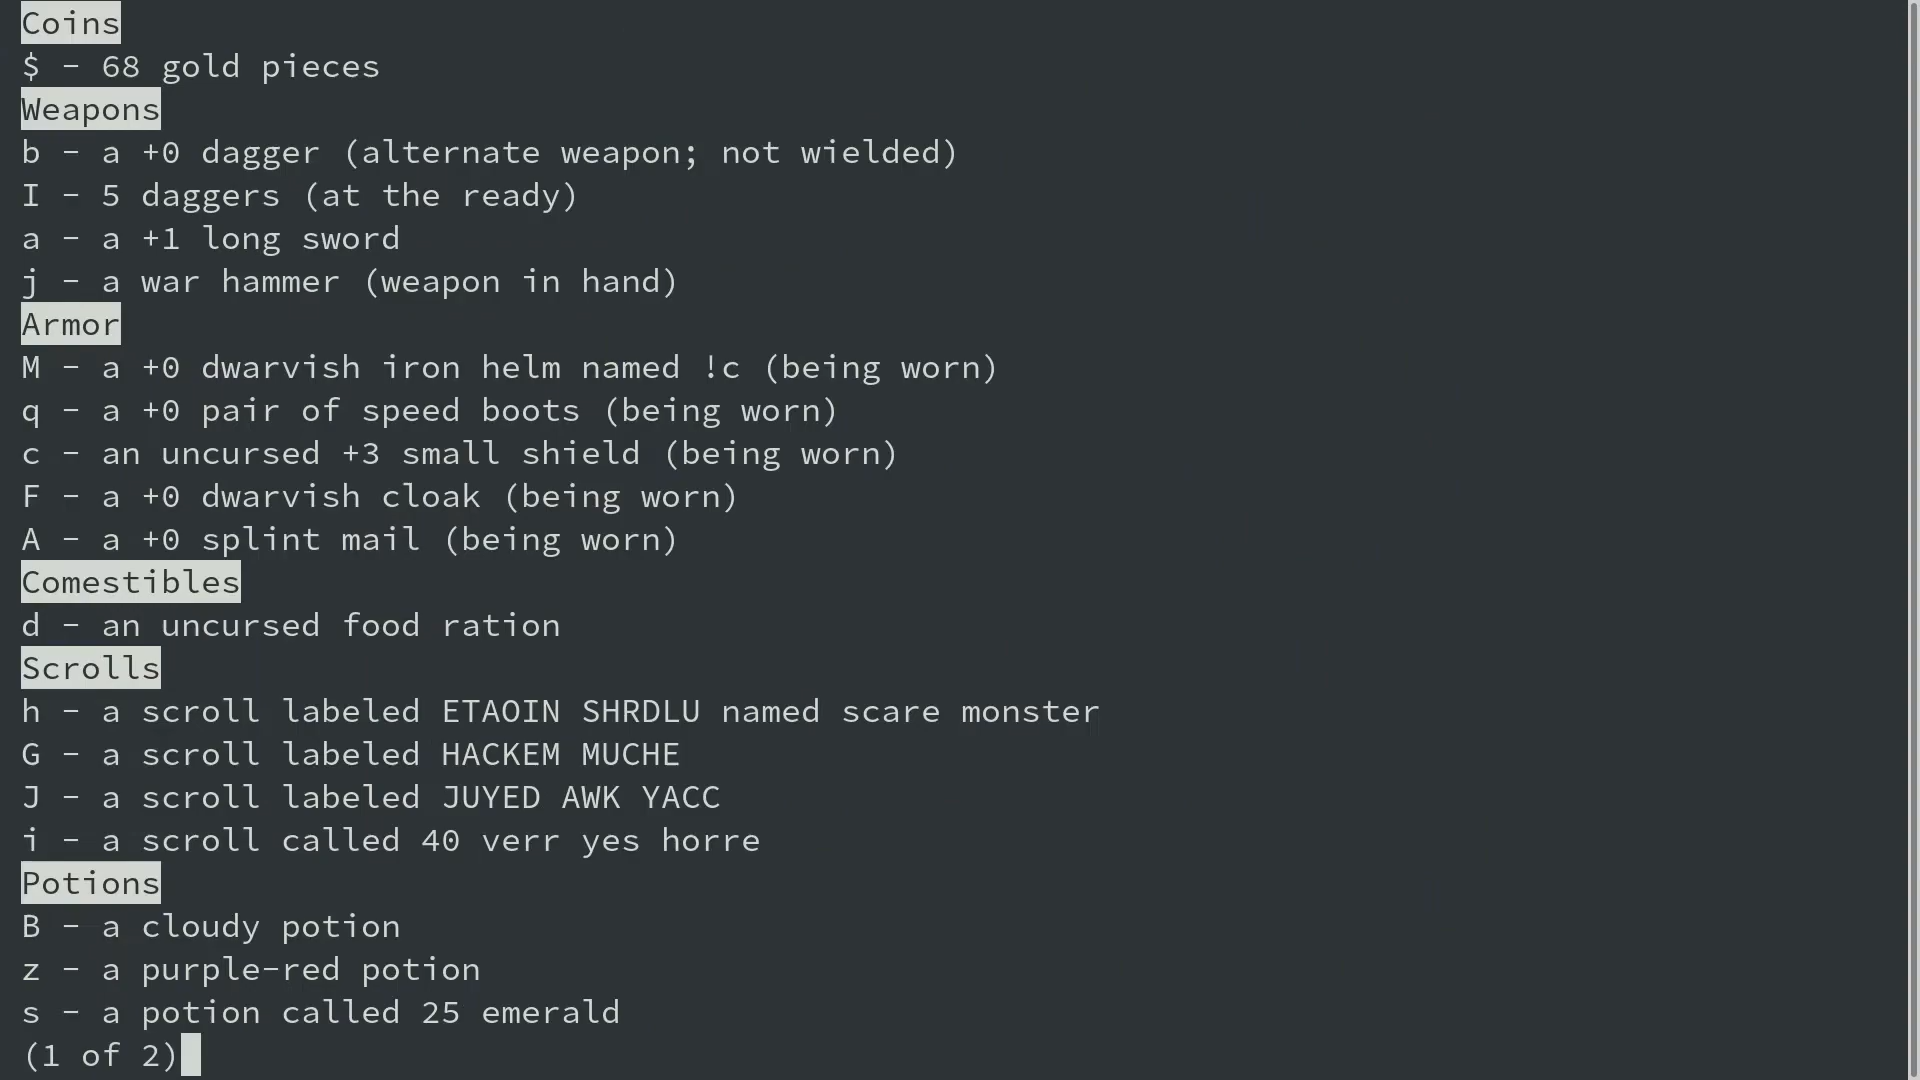 Coins
$ - 68 gold pieces
Weapons
b - a +0 dagger (alternate weapon; not wielded)
I - 5 daggers (at the ready)
a - a +1 long sword
j - a war hammer (weapon in hand)
Armor
M - a +0 dwarvish iron helm named !c (being worn)
q - a +0 pair of speed boots (being worn)
c - an uncursed +3 small shield (being worn)
F - a +0 dwarvish cloak (being worn)
A - a +0 splint mail (being worn)
Comestibles
d - an uncursed food ration
Scrolls
h - a scroll labeled ETAOIN SHRDLU named scare monster
G - a scroll labeled HACKEM MUCHE
J - a scroll labeled JUYED AWK YACC
i - a scroll called 40 verr yes horre
Potions
B - a cloudy potion
z - a purple-red potion
s - a potion called 25 emerald
(1 of 2)